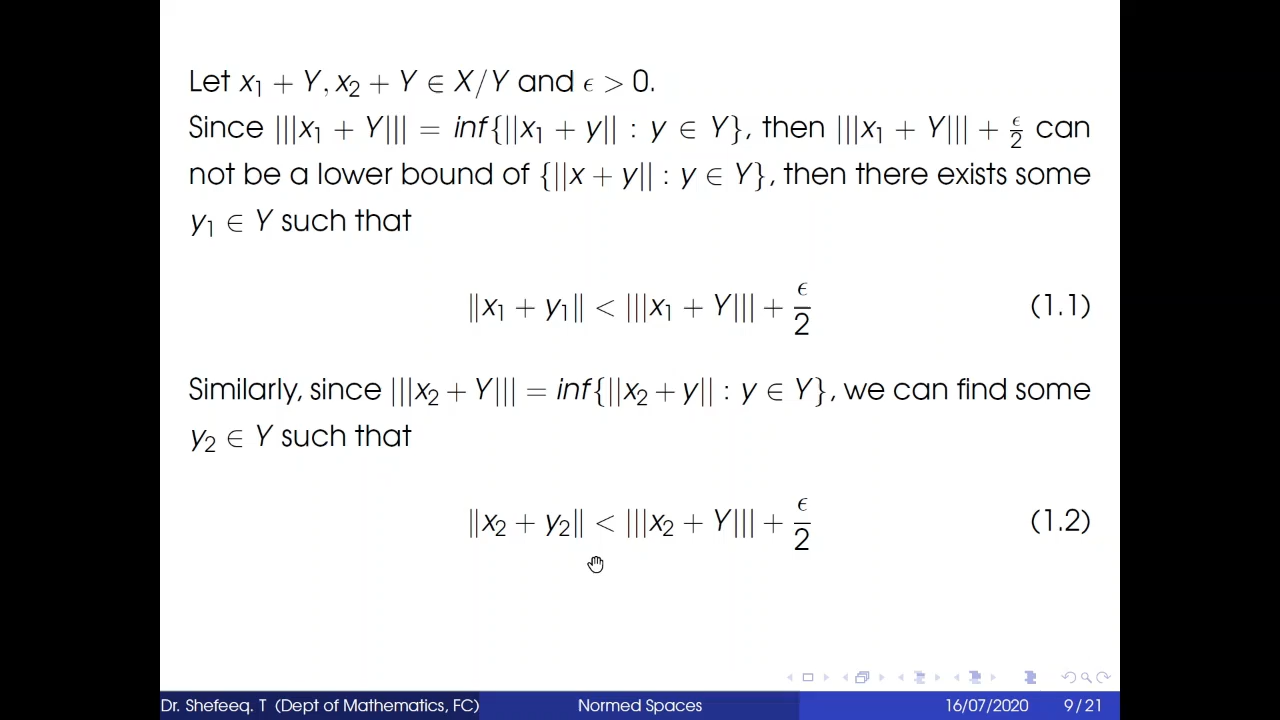 Let x₁ + Y, x₂ + Y ∈ X/Y and ϵ > 0.
Since |||x₁ + Y||| = inf{||x₁ + y|| : y ∈ Y}, then |||x₁ + Y||| + ϵ/2 can
not be a lower bound of {||x + y|| : y ∈ Y}, then there exists some
y₁ ∈ Y such that
‖x₁ + y₁‖ < |||x₁ + Y||| + ϵ/2 (1.1)
Similarly, since |||x₂ + Y||| = inf{||x₂ + y|| : y ∈ Y}, we can find some
y₂ ∈ Y such that
‖x₂ + y₂‖ < |||x₂ + Y||| + ϵ/2 (1.2)
Dr. Shefeeq. T (Dept of Mathematics, FC) Normed Spaces 16/07/2020 9 / 21